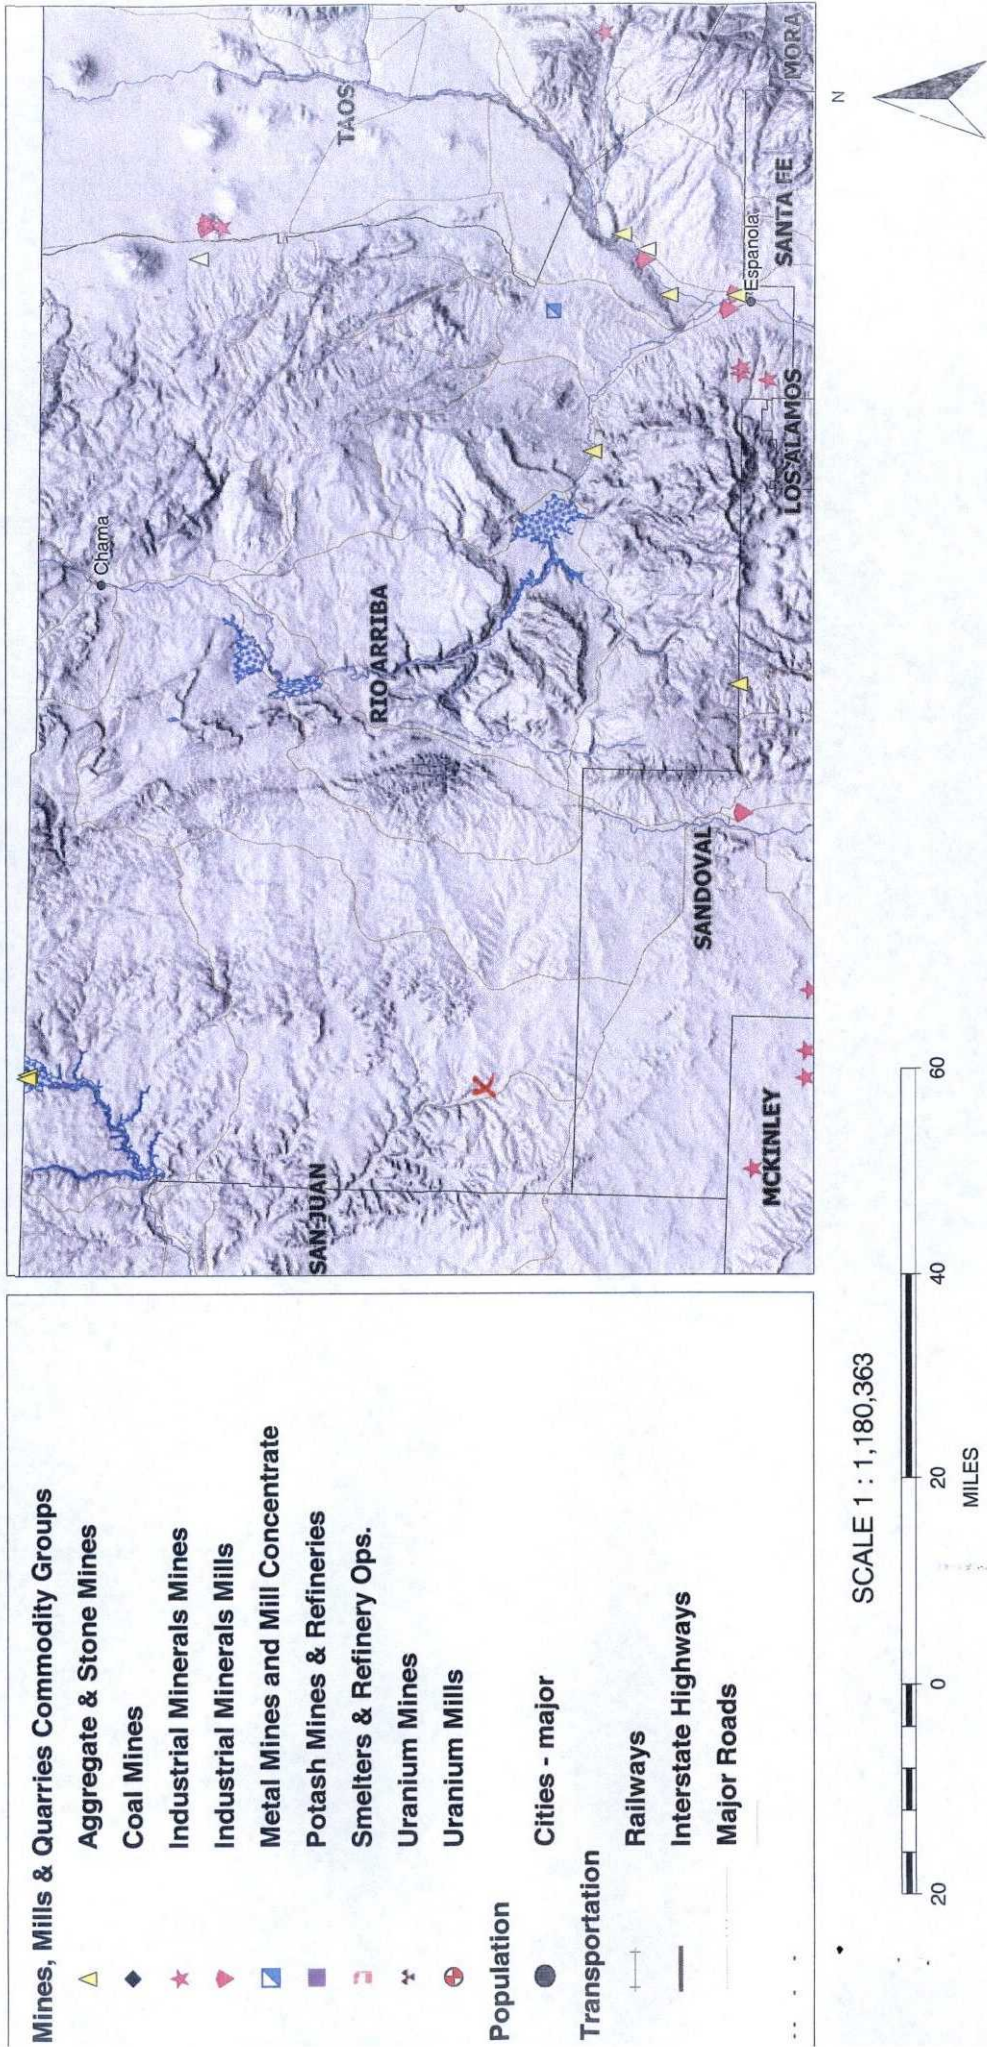 Mines, Mills & Quarries Commodity Groups
Aggregate & Stone Mines
Coal Mines
Industrial Minerals Mines
Industrial Minerals Mills
Metal Mines and Mill Concentrate
Potash Mines & Refineries
Smelters & Refinery Ops.
Uranium Mines
Uranium Mills
Population
Cities - major
Transportation
Railways
Interstate Highways
Major Roads
Chama
TAOS
RIO ARRIBA
SAN JUAN
SANDOVAL
MCKINLEY
LOS ALAMOS
Espanola
SANTA FE
MORA
N
SCALE 1 : 1,180,363
20 0 20 40 60
MILES